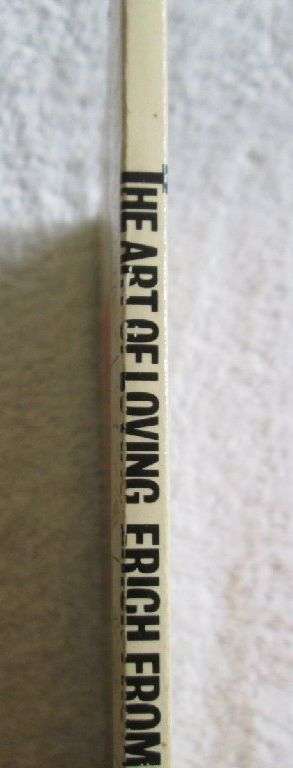 THE ART OF LOVING ERICH FROM